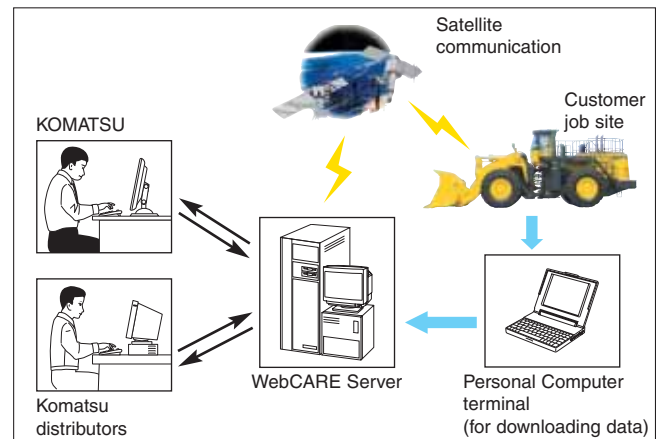 Satellite
communication
KOMATSU
Customer
job site
WebCARE Server
Komatsu
distributors
Personal Computer
terminal
(for downloading data)